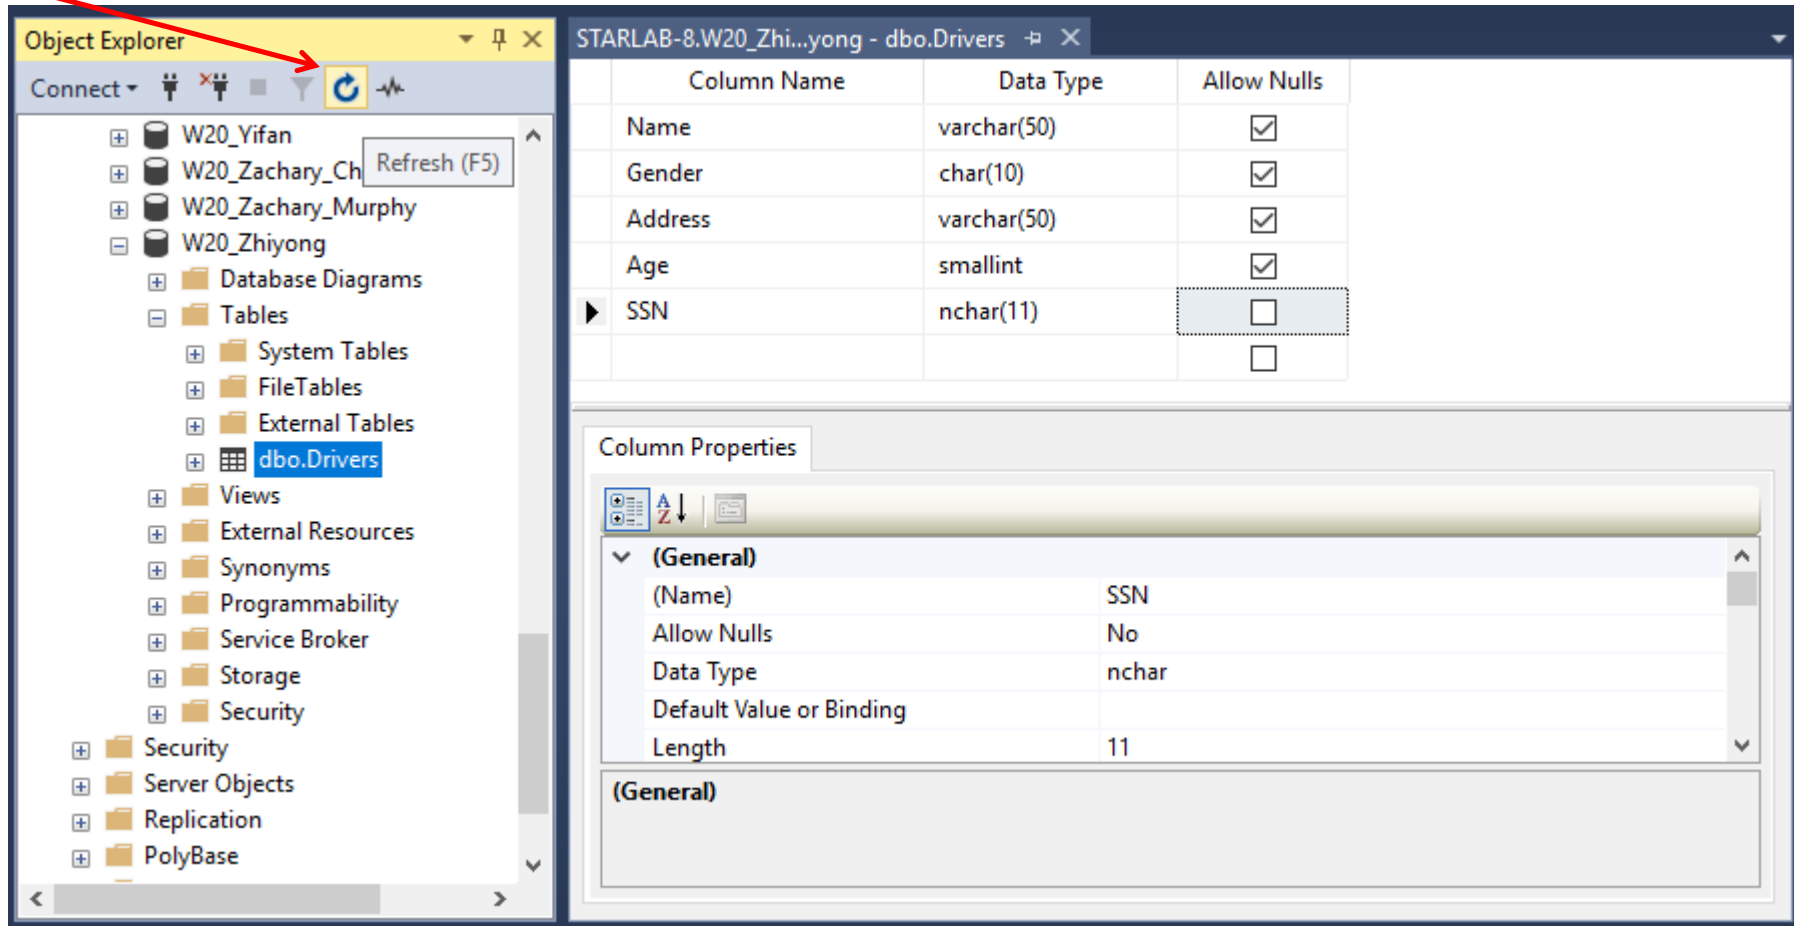 Object Explorer
Connect
W20_Yifan
W20_Zachary_Ch
Refresh (F5)
W20_Zachary_Murphy
W20_Zhiyong
Database Diagrams
Tables
System Tables
FileTables
External Tables
dbo.Drivers
Views
External Resources
Synonyms
Programmability
Service Broker
Storage
Security
Security
Server Objects
Replication
PolyBase
STARLAB-8.W20_Zhi...yong - dbo.Drivers
Column Name Data Type Allow Nulls
Name varchar(50)
Gender char(10)
Address varchar(50)
Age smallint
SSN nchar(11)
Column Properties
(General)
(Name) SSN
Allow Nulls No
Data Type nchar
Default Value or Binding
Length 11
(General)